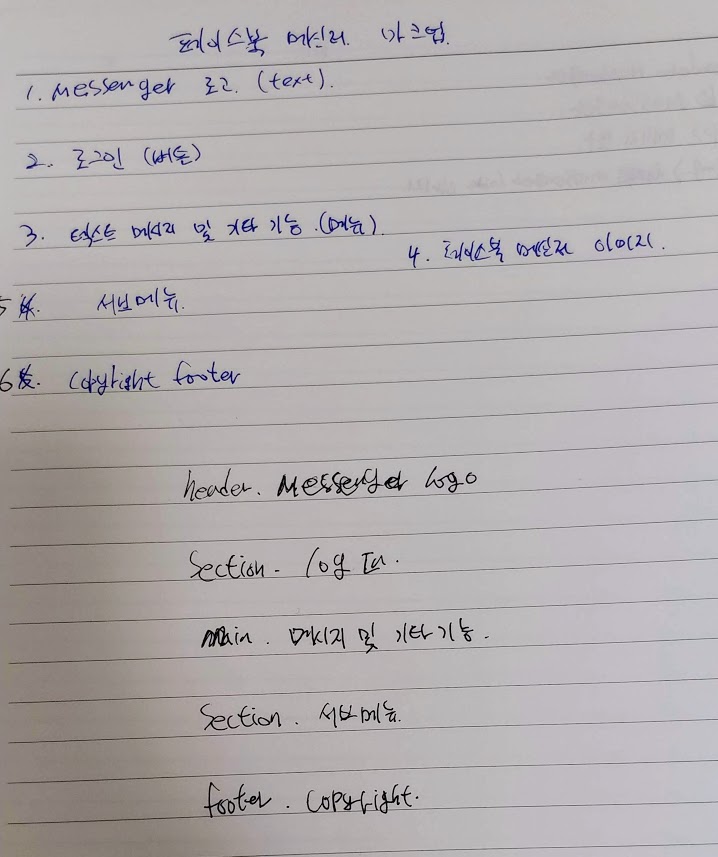 페이스북 메신저 마크업.
1. Messenger 로고. (text).
2. 로그인 (버튼)
3. 텍스트 메시지 및 기타 기능. (메뉴)
4. 페이스북 메신저 이미지.
5. 서브메뉴.
6. Copyright footer
header. Messenger logo
Section - log In.
main. 메시지 및 기타기능.
Section. 서브메뉴.
footer. Copyright.